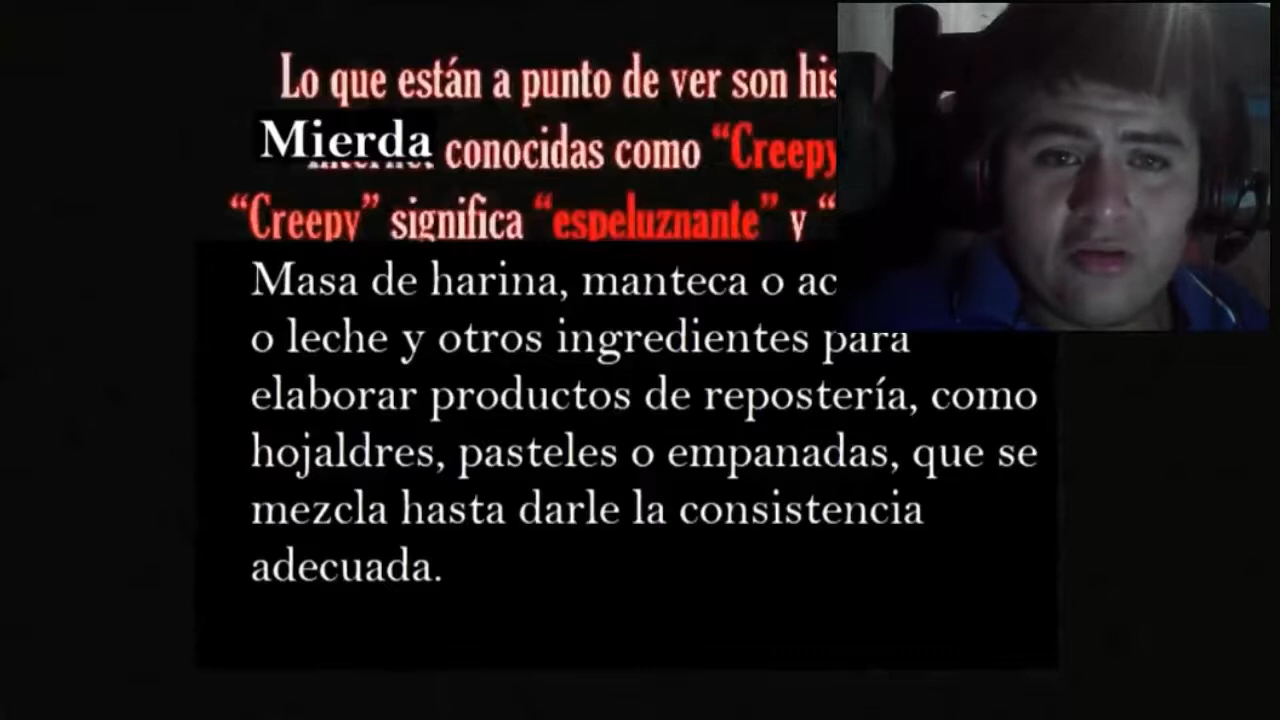 Lo que están a punto de ver son his
Mierda conocidas como “Creepy
“Creepy” significa “espeluznante” y “
Masa de harina, manteca o ac
o leche y otros ingredientes para
elaborar productos de repostería, como
hojaldres, pasteles o empanadas, que se
mezcla hasta darle la consistencia
adecuada.